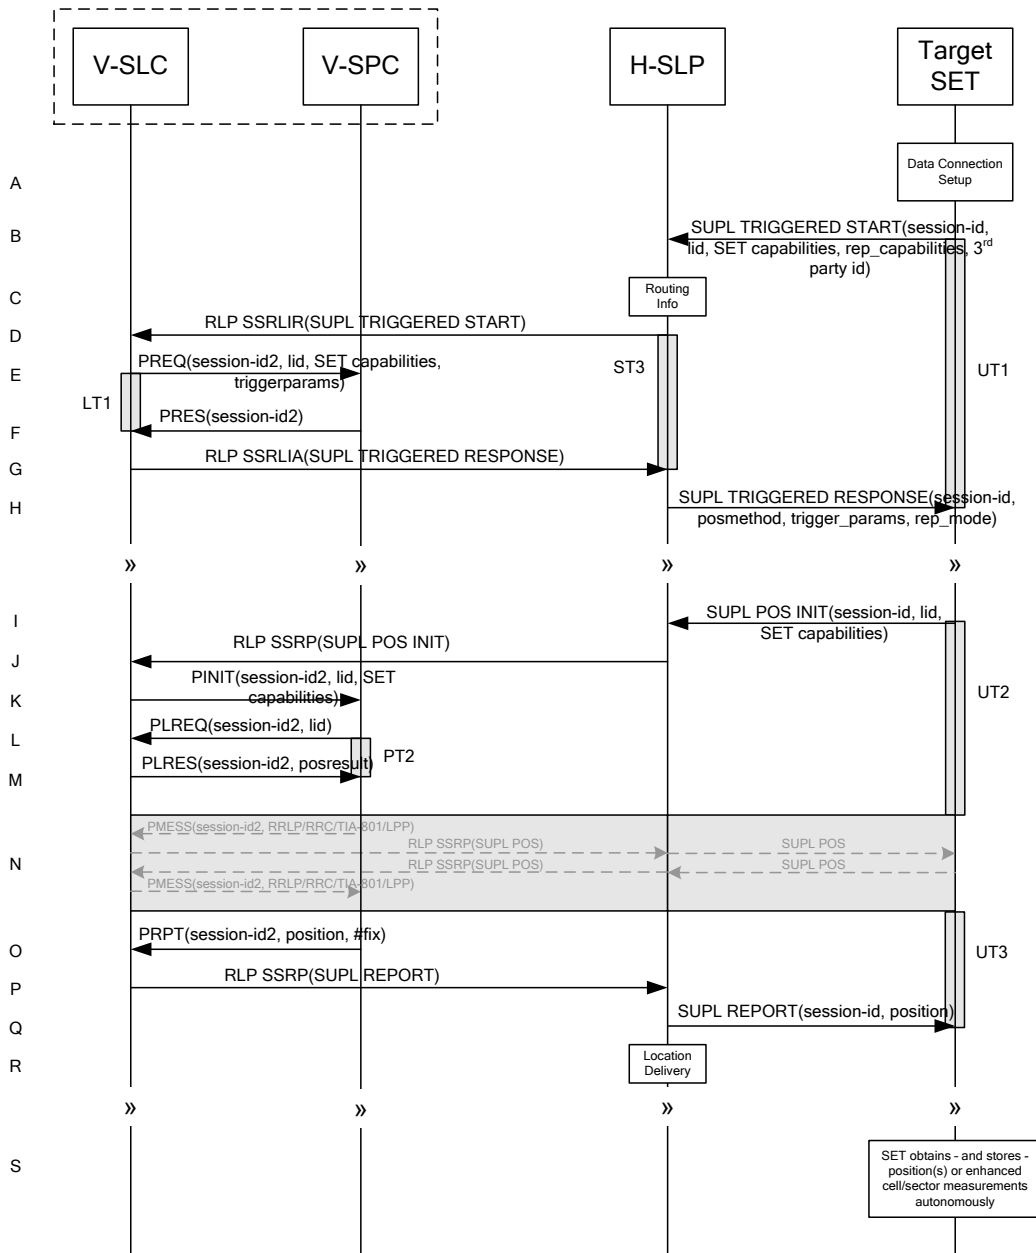 V-SLC
V-SPC
H-SLP
Target
SET
A
Data Connection
Setup
B
SUPL TRIGGERED START(session-id,
lid, SET capabilities, rep_capabilities, 3rd
party id)
C
Routing
Info
D
RLP SSRLIR(SUPL TRIGGERED START)
E
PREQ(session-id2, lid, SET capabilities,
triggerparams)
ST3
UT1
LT1
F
PRES(session-id2)
G
RLP SSRLIA(SUPL TRIGGERED RESPONSE)
H
SUPL TRIGGERED RESPONSE(session-id,
posmethod, trigger_params, rep_mode)
» » » »
I
SUPL POS INIT(session-id, lid,
SET capabilities)
J
RLP SSRP(SUPL POS INIT)
K
PINIT(session-id2, lid, SET
capabilities)
UT2
L
PLREQ(session-id2, lid)
PT2
M
PLRES(session-id2, posresult)
N
PMESS(session-id2, RRLP/RRC/TIA-801/LPP)
RLP SSRP(SUPL POS)
SUPL POS
RLP SSRP(SUPL POS)
SUPL POS
PMESS(session-id2, RRLP/RRC/TIA-801/LPP)
O
PRPT(session-id2, position, #fix)
UT3
P
RLP SSRP(SUPL REPORT)
Q
SUPL REPORT(session-id, position)
R
Location
Delivery
» » » »
S
SET obtains - and stores -
position(s) or enhanced
cell/sector measurements
autonomously